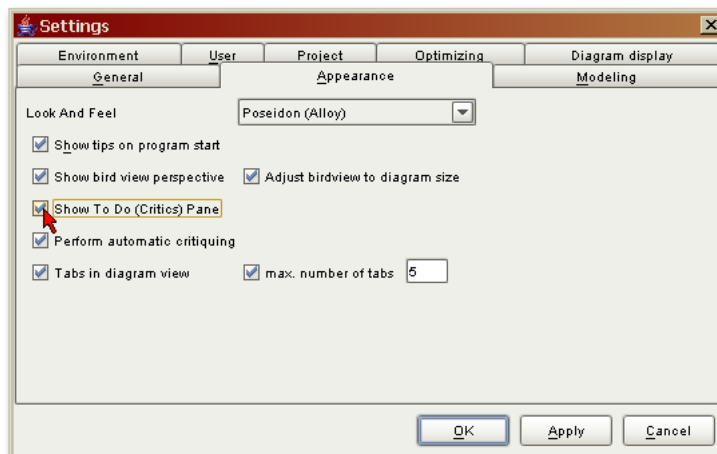 Settings
Environment User Project Optimizing Diagram display
General Appearance Modeling
Look And Feel Poseidon (Alloy)
Show tips on program start
Show bird view perspective Adjust birdview to diagram size
Show To Do (Critics) Pane
Perform automatic critiquing
Tabs in diagram view max. number of tabs 5
OK Apply Cancel